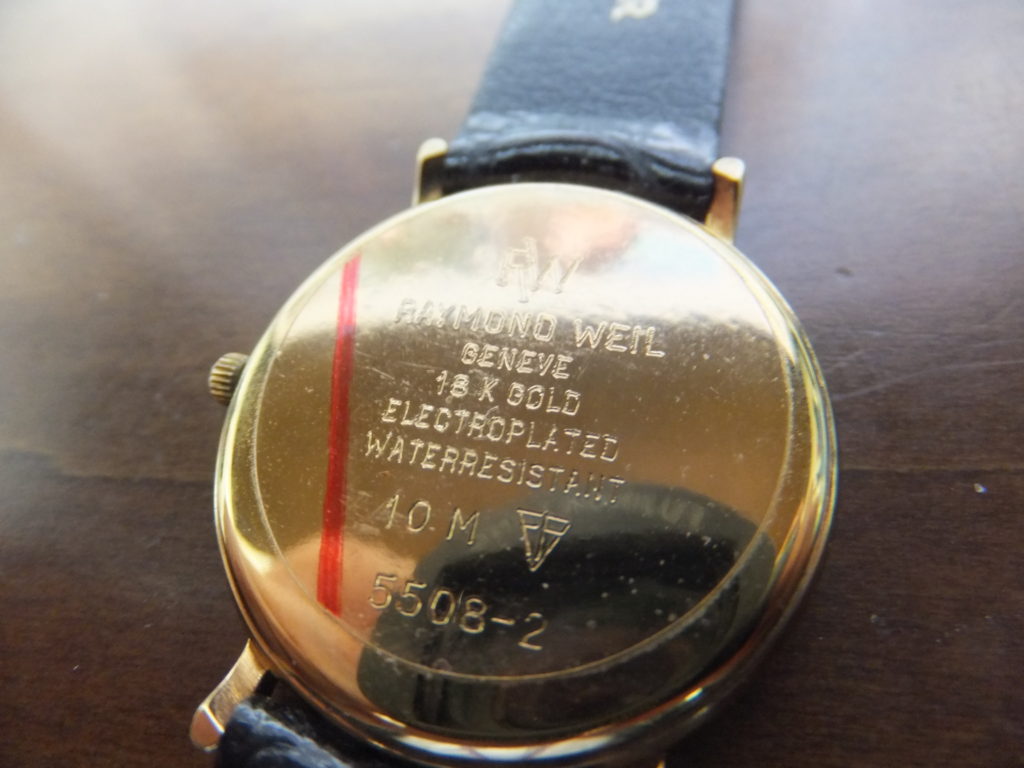 RW
RAYMOND WEIL
GENEVE
18 K GOLD
ELECTROPLATED
WATERRESISTANT
10 M
5508-2